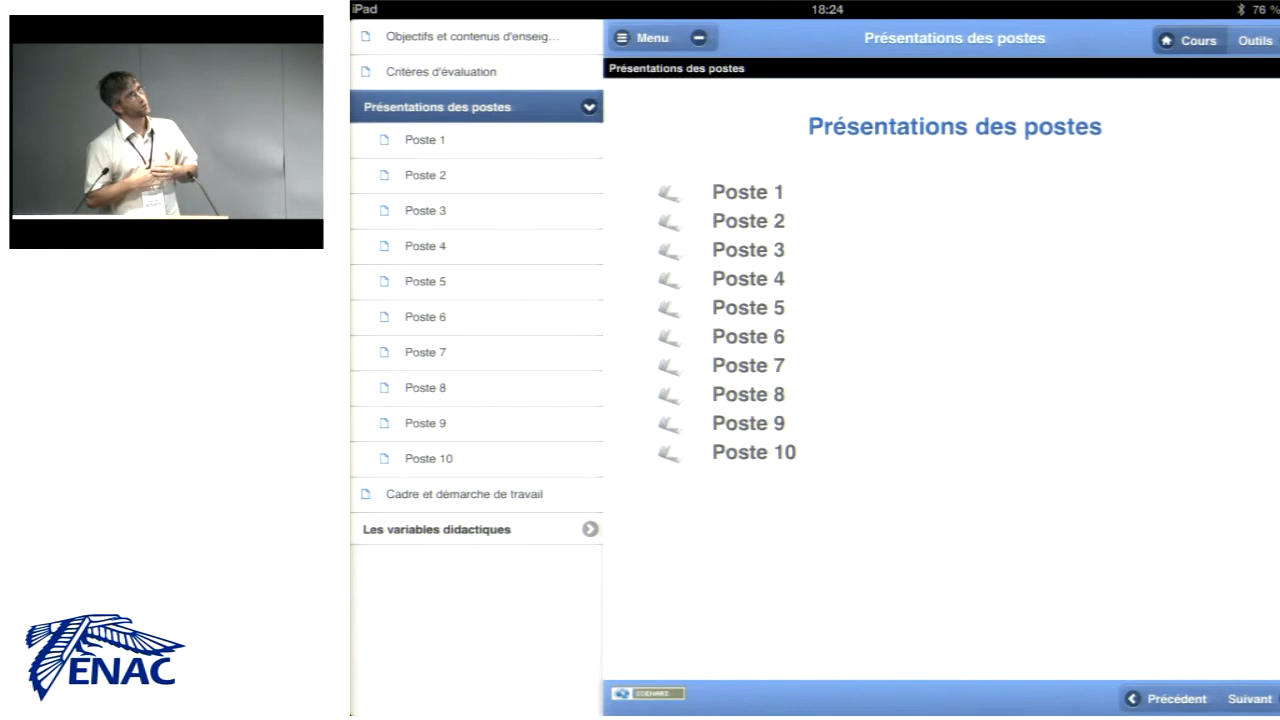 iPad
18:24
76 %
Objectifs et contenus d'enseig...
Critères d'évaluation
Présentations des postes
Poste 1
Poste 2
Poste 3
Poste 4
Poste 5
Poste 6
Poste 7
Poste 8
Poste 9
Poste 10
Cadre et démarche de travail
Les variables didactiques
Menu
Présentations des postes
Cours
Outils
Présentations des postes
Présentations des postes
Poste 1
Poste 2
Poste 3
Poste 4
Poste 5
Poste 6
Poste 7
Poste 8
Poste 9
Poste 10
SCENARI
Précédent
Suivant
ENAC